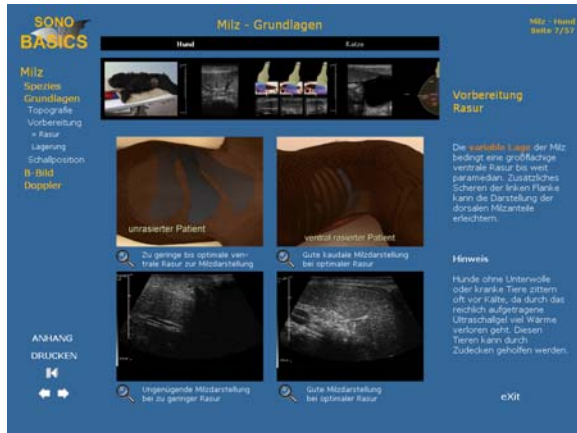 SONO
BASICS
Milz - Grundlagen
Milz - Hund
Seite 7/57
Hund
Katze
Milz
Spezies
Grundlagen
Topografie
Vorbereitung
» Rasur
Lagerung
Schallposition
B-Bild
Doppler
ANHANG
DRUCKEN
unrasierter Patient
Zu geringe bis optimale ven-
trale Rasur zur Milzdarstellung
ventral rasierter Patient
Gute kaudale Milzdarstellung
bei optimaler Rasur
Ungenügende Milzdarstellung
bei zu geringer Rasur
Gute Milzdarstellung
bei optimaler Rasur
Vorbereitung
Rasur
Die variable Lage der Milz
bedingt eine großflächige
ventrale Rasur bis weit
paramedian. Zusätzliches
Scheren der linken Flanke
kann die Darstellung der
dorsalen Milzanteile
erleichtern.
Hinweis
Hunde ohne Unterwolle
oder kranke Tiere zittern
oft vor Kälte, da durch das
reichlich aufgetragene
Ultraschallgel viel Wärme
verloren geht. Diesen
Tieren kann durch
Zudecken geholfen werden.
eXit